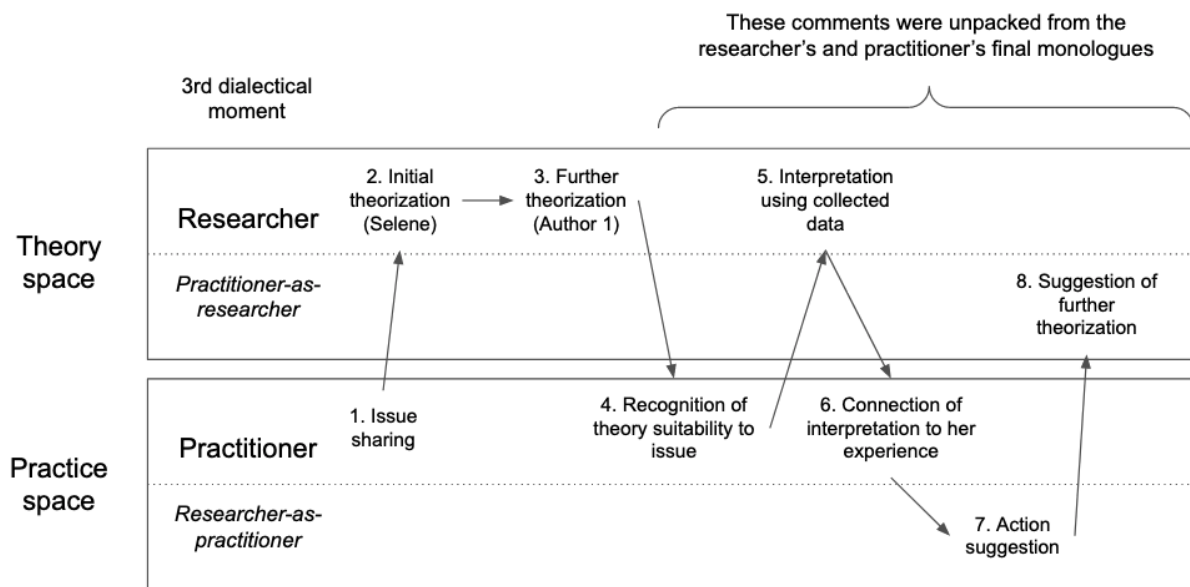 These comments were unpacked from the
researcher's and practitioner's final monologues
3rd dialectical
moment
Theory
space
Researcher
2. Initial
theorization
(Selene)
3. Further
theorization
(Author 1)
5. Interpretation
using collected
data
Practitioner-as-
researcher
8. Suggestion of
further
theorization
Practice
space
Practitioner
1. Issue
sharing
4. Recognition of
theory suitability to
issue
6. Connection of
interpretation to her
experience
Researcher-as-
practitioner
7. Action
suggestion